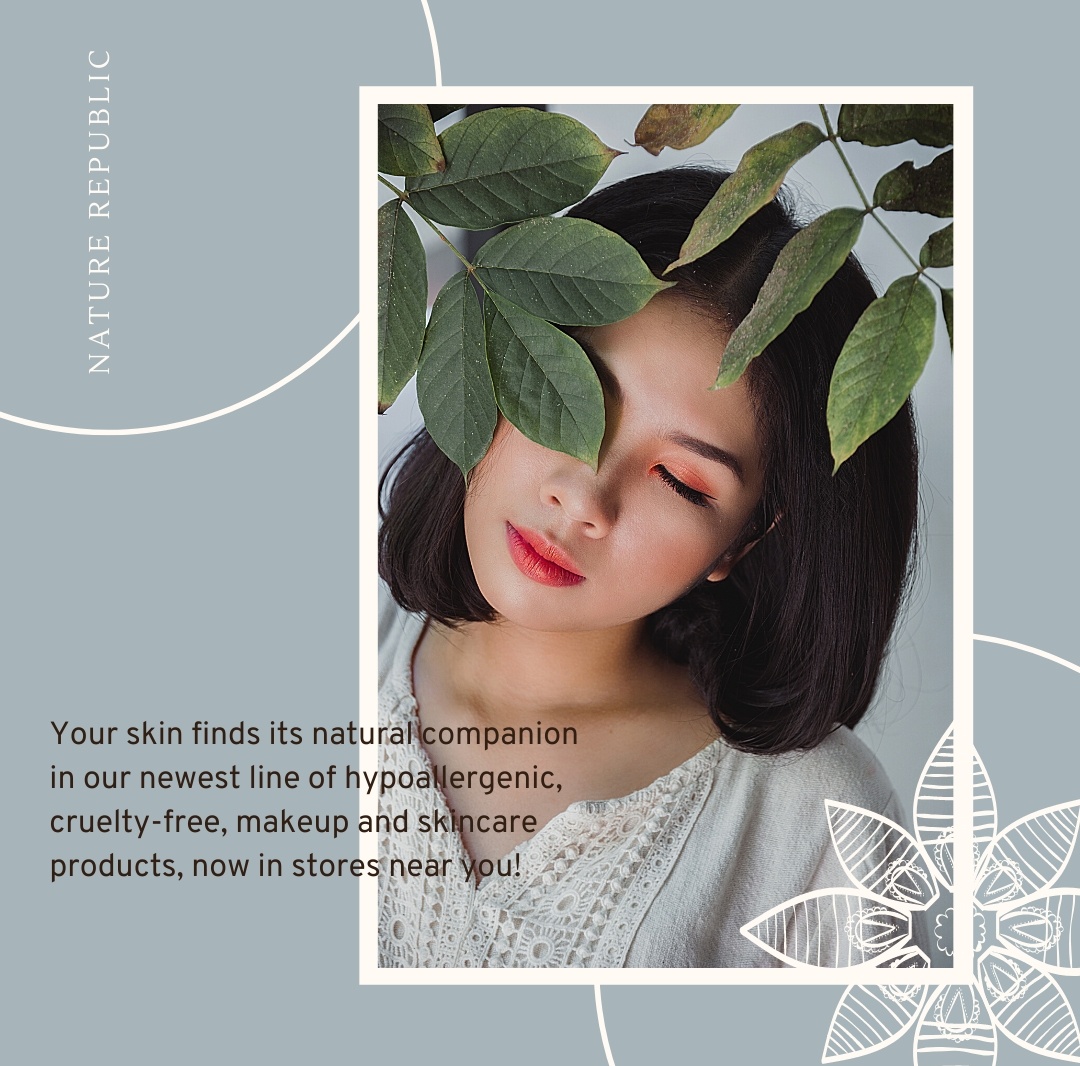 NATURE REPUBLIC
Your skin finds its natural companion
in our newest line of hypoallergenic,
cruelty-free, makeup and skincare
products, now in stores near you!